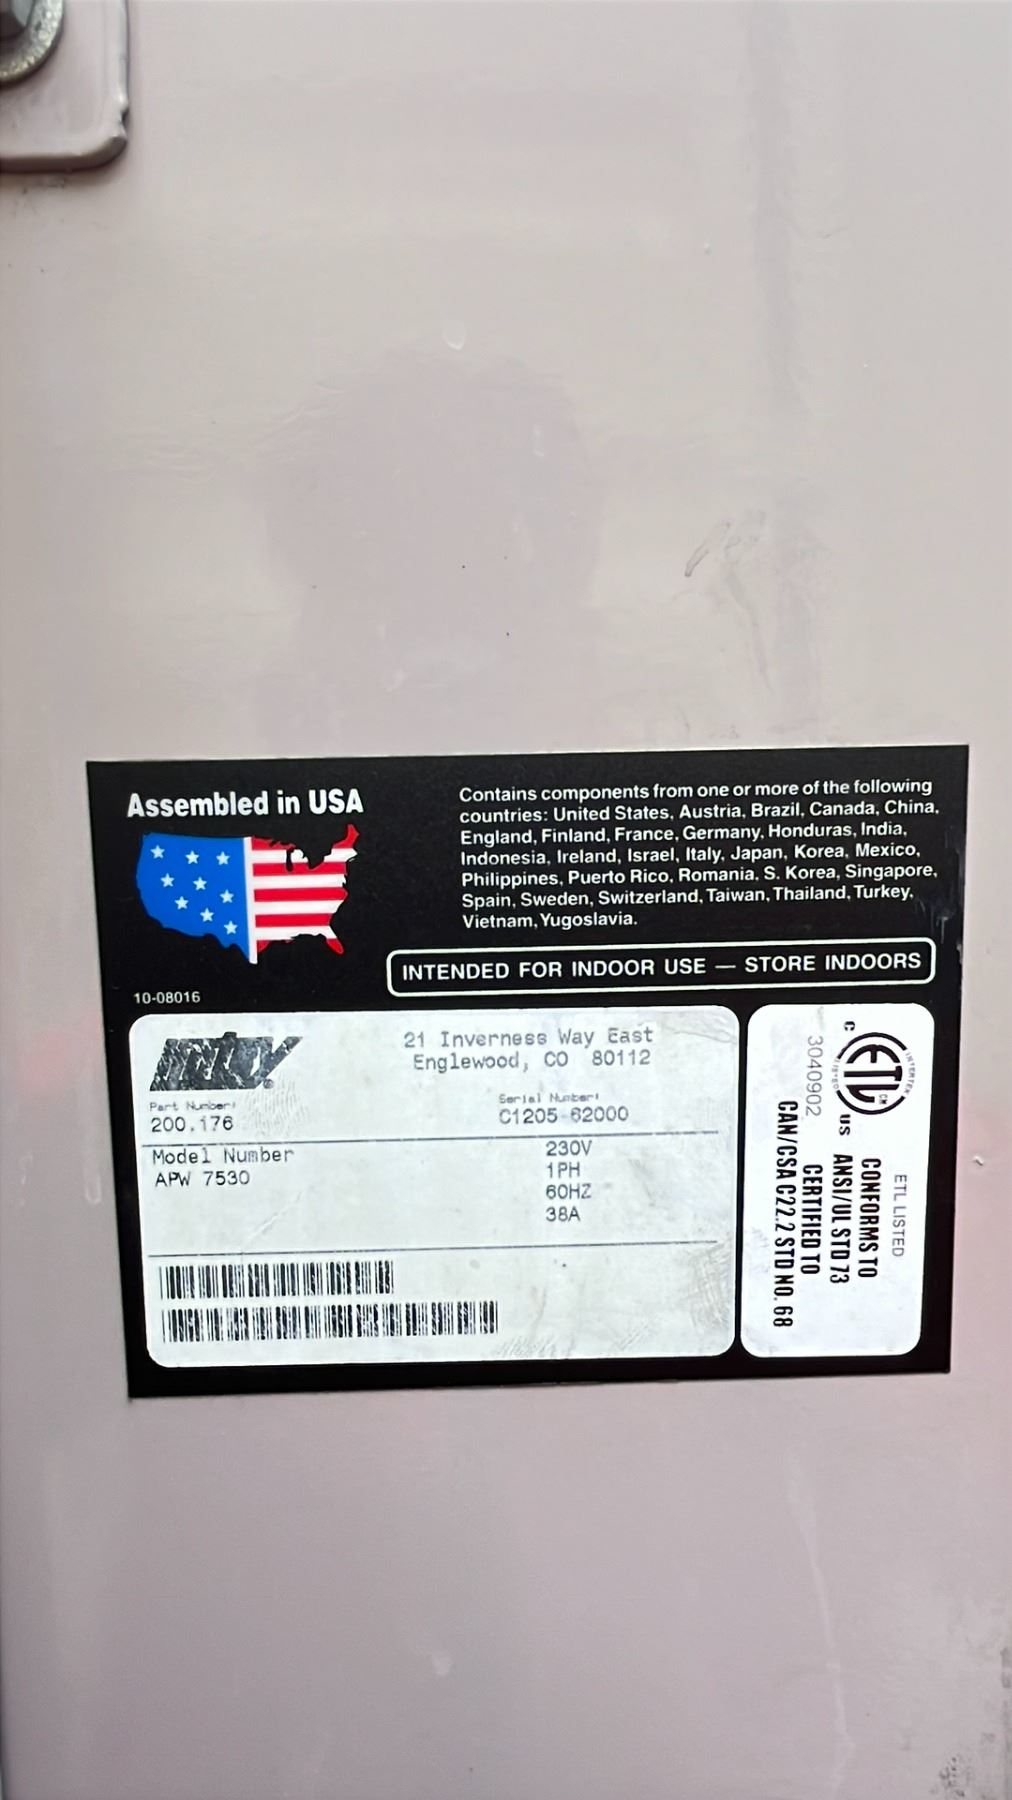 Assembled in USA
10-08016
Contains components from one or more of the following
countries: United States, Austria, Brazil, Canada, China,
England, Finland, France, Germany, Honduras, India,
Indonesia, Ireland, Israel, Italy, Japan, Korea, Mexico,
Philippines, Puerto Rico, Romania, S. Korea, Singapore,
Spain, Sweden, Switzerland, Taiwan, Thailand, Turkey,
Vietnam, Yugoslavia.
INTENDED FOR INDOOR USE — STORE INDOORS
21 Inverness Way East
Englewood, CO 80112
Part Number:
200.176
Serial Number:
C1205-62000
Model Number
APW 7530
230V
1PH
60HZ
38A
ETL LISTED
CONFORMS TO
ANSI/UL STD 73
CERTIFIED TO
CAN/CSA C22.2 STD NO. 68
C ETL CM US
INTERTEK
LISTED
3040902